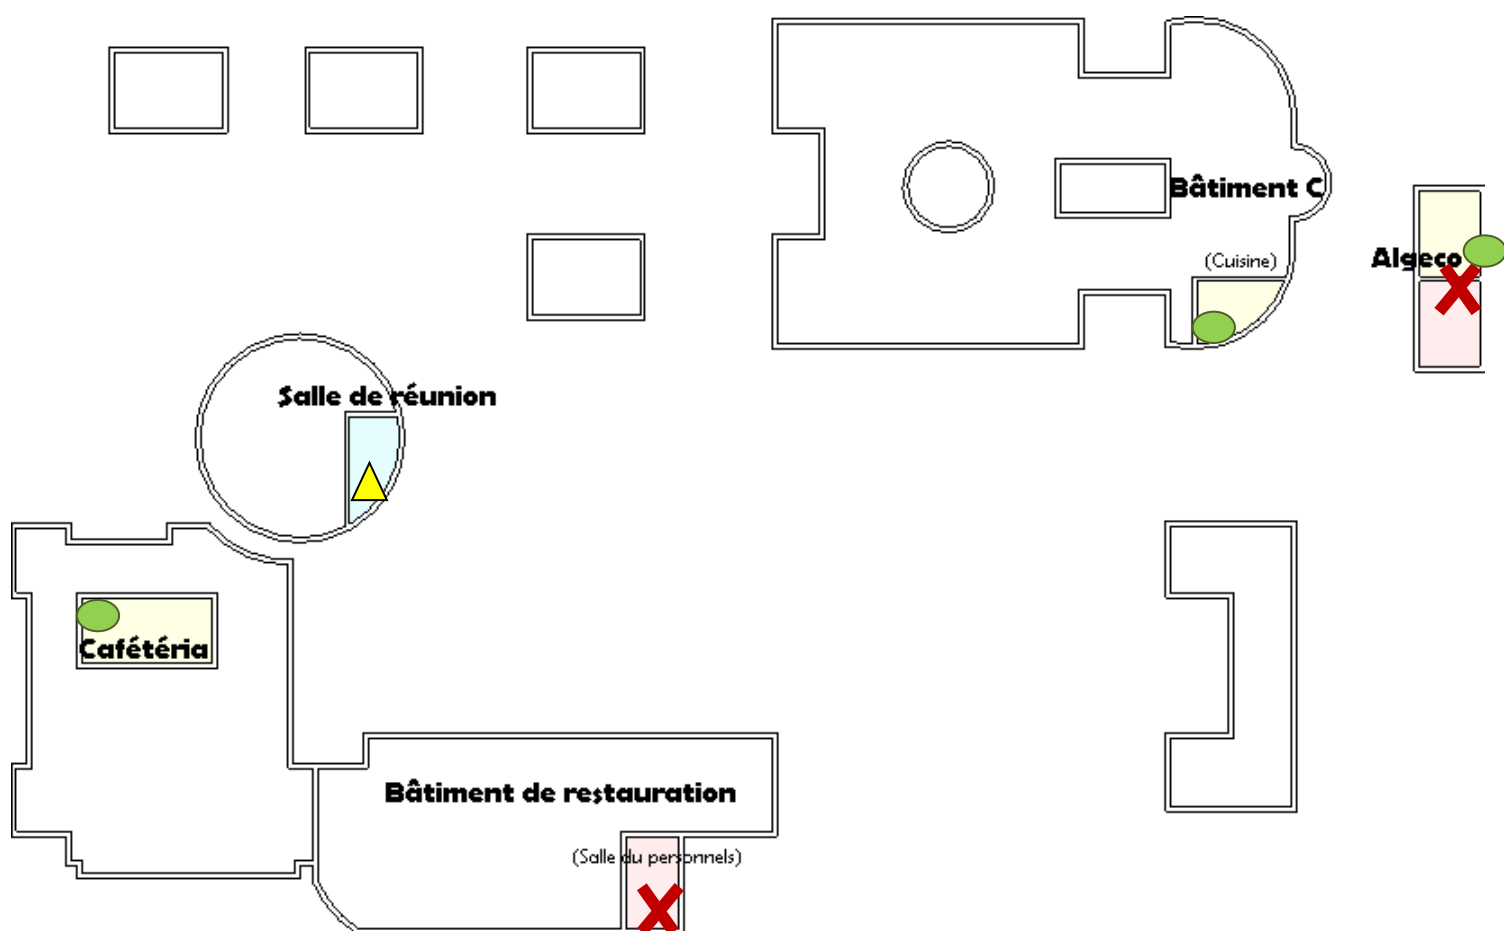 Bâtiment C
(Cuisine)
Algeco
Salle de réunion
Cafétéria
Bâtiment de restauration
(Salle du personnels)